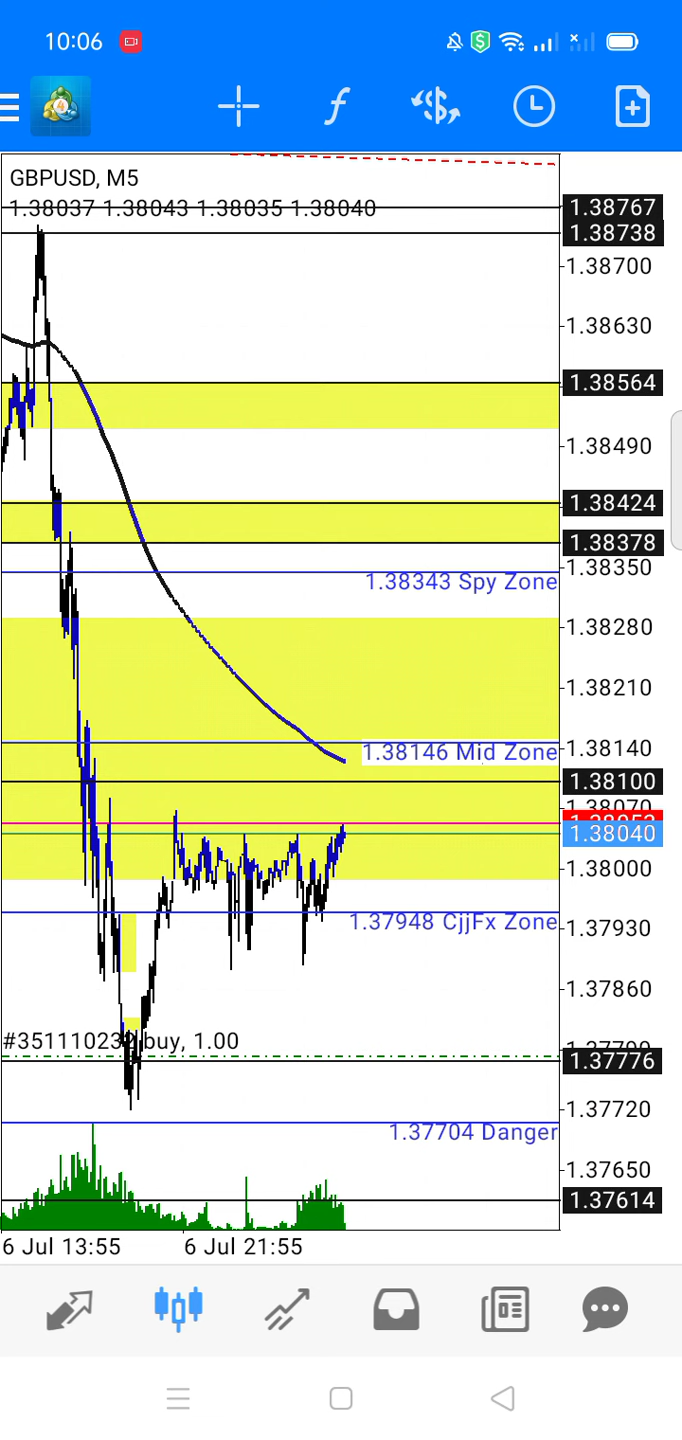 10:06
GBPUSD, M5
1.38037 1.38043 1.38035 1.38040
1.38767
1.38738
1.38700
1.38630
1.38564
1.38490
1.38424
1.38378
1.38350
1.38343 Spy Zone
1.38280
1.38210
1.38140
1.38146 Mid Zone
1.38100
1.38070
1.38040
1.38000
1.37948 CjjFx Zone
1.37930
1.37860
#351110232 buy, 1.00
1.37776
1.37720
1.37704 Danger
1.37650
1.37614
6 Jul 13:55 6 Jul 21:55